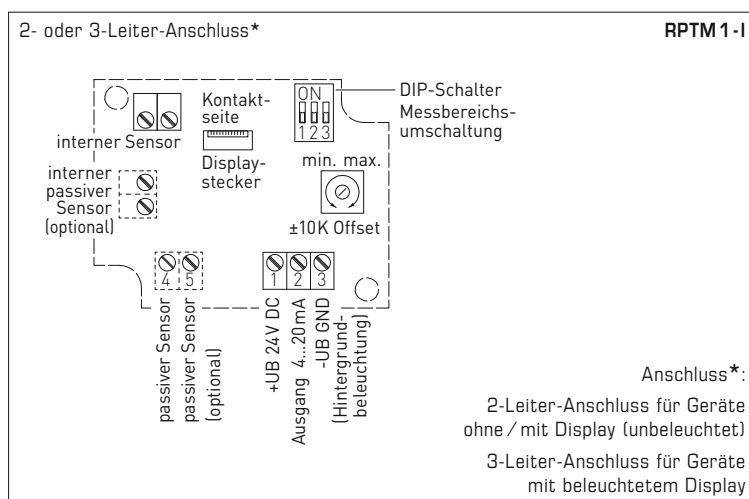 2- oder 3-Leiter-Anschluss*
RPTM 1 - I
ON
1 2 3
DIP-Schalter
Messbereichs-
umschaltung
Kontakt-
seite
interner Sensor
Display-
stecker
min. max.
±10K Offset
interner
passiver
Sensor
(optional)
4 5
1 2 3
passiver Sensor
passiver Sensor
(optional)
+UB 24V DC
Ausgang 4...20mA
-UB GND
(Hintergrund-
beleuchtung)
Anschluss*:
2-Leiter-Anschluss für Geräte
ohne / mit Display (unbeleuchtet)
3-Leiter-Anschluss für Geräte
mit beleuchtetem Display